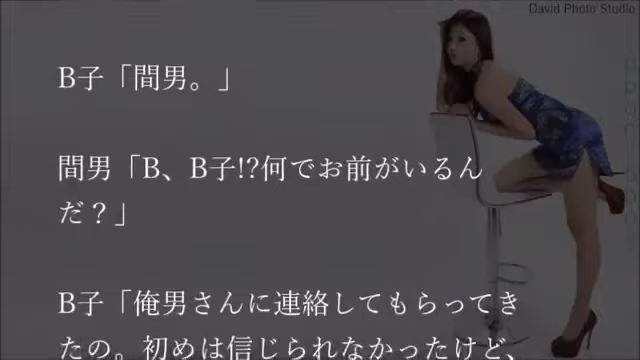 David Photo Studio
B子「間男。」
間男「B、B子!?何でお前がいるん
だ？」
B子「俺男さんに連絡してもらってき
たの。初めは信じられなかったけど、